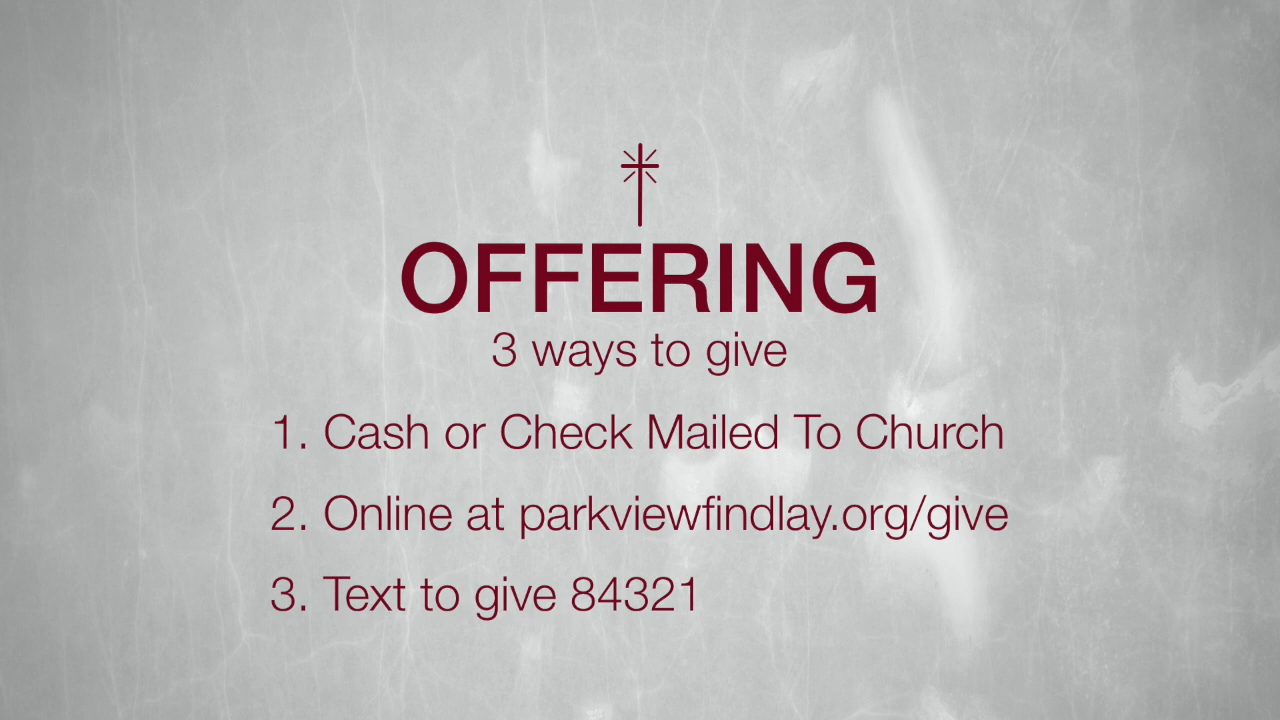 OFFERING
3 ways to give
1. Cash or Check Mailed To Church
2. Online at parkviewfindlay.org/give
3. Text to give 84321